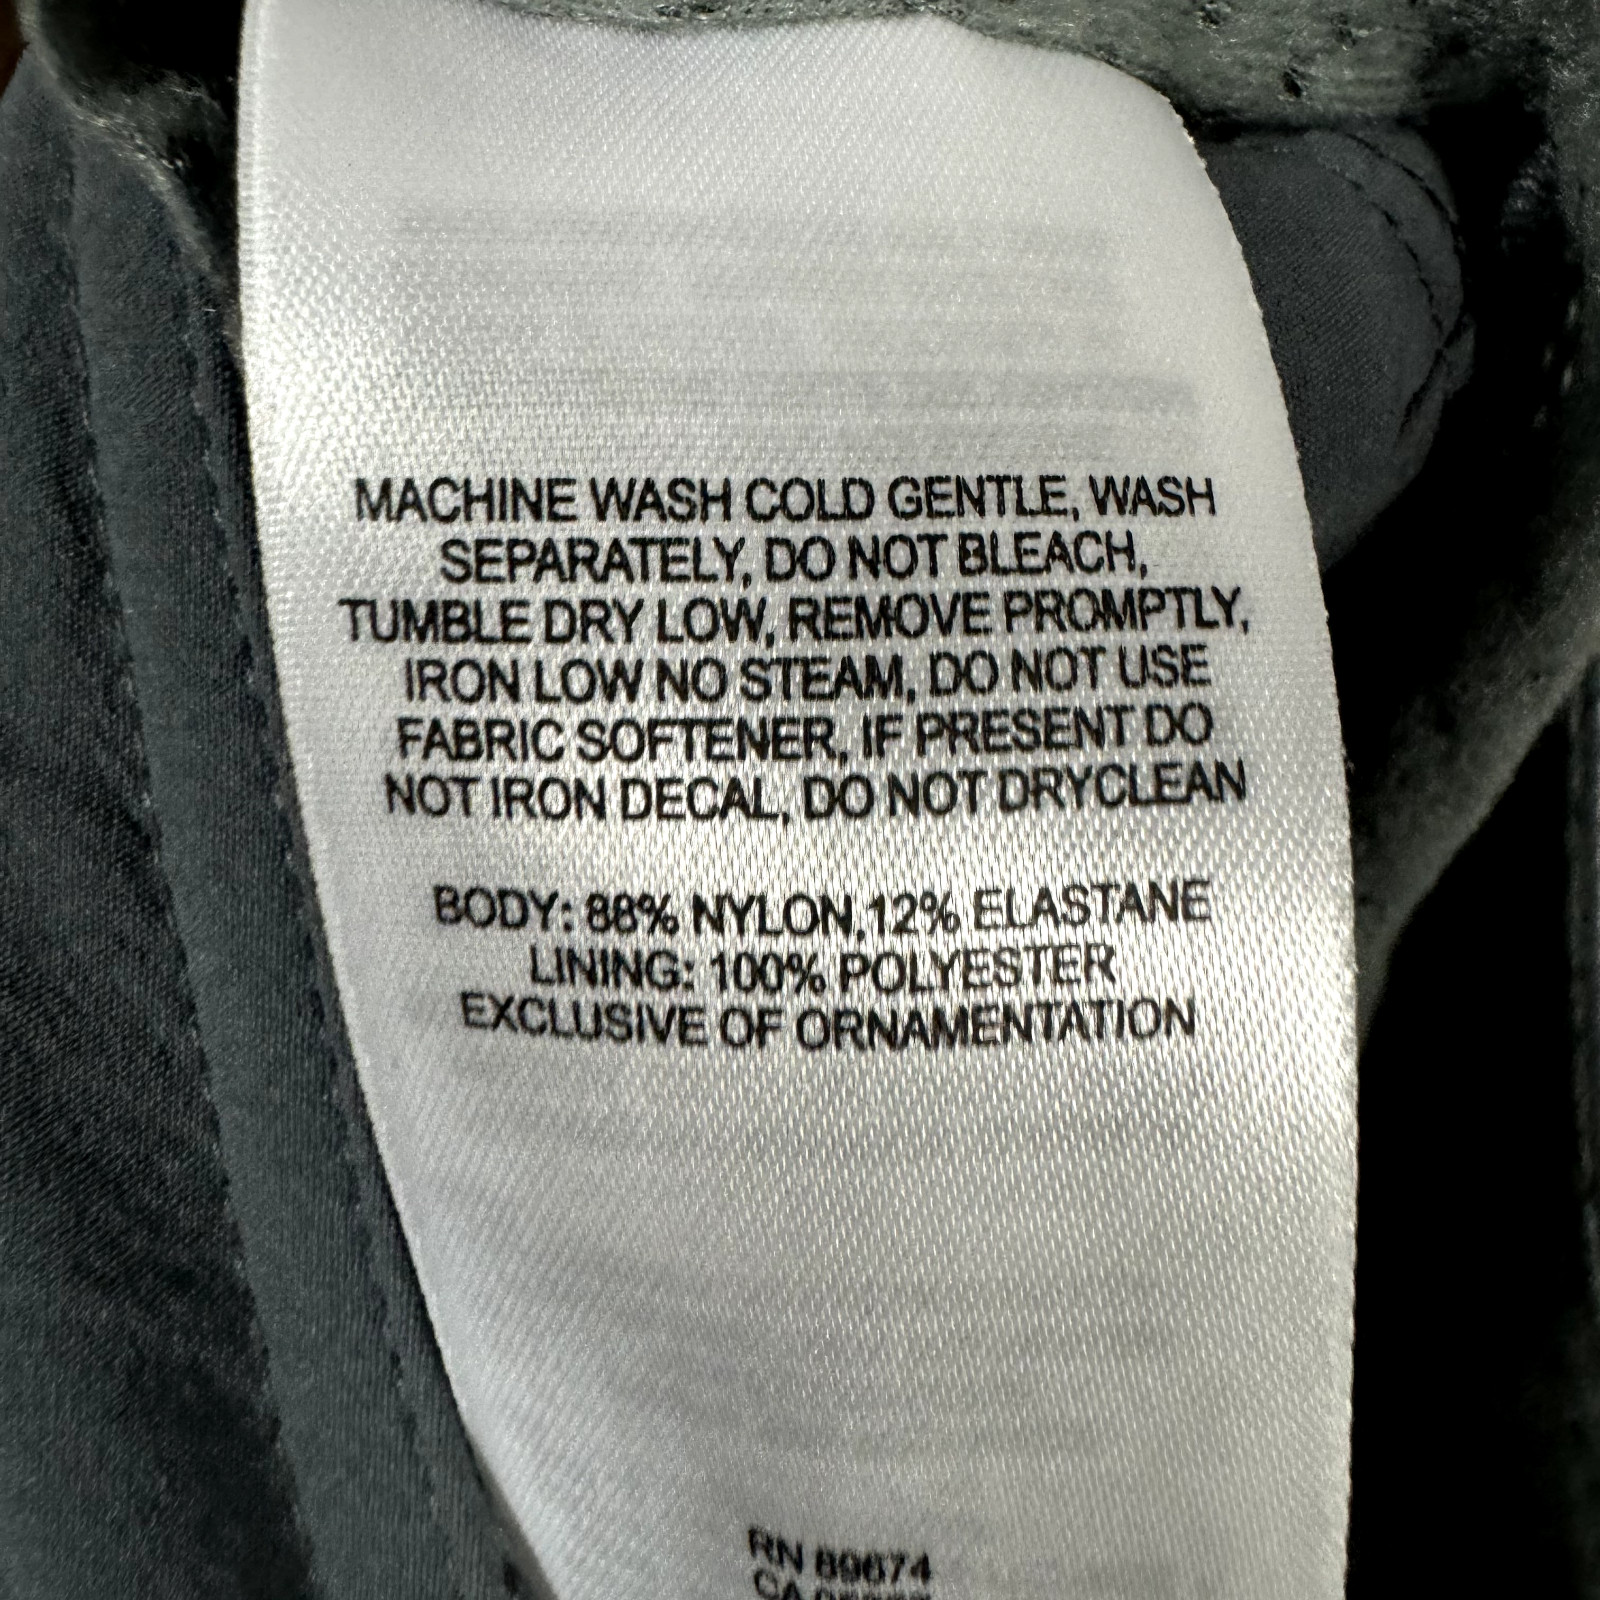 MACHINE WASH COLD GENTLE, WASH
SEPARATELY, DO NOT BLEACH,
TUMBLE DRY LOW, REMOVE PROMPTLY,
IRON LOW NO STEAM, DO NOT USE
FABRIC SOFTENER, IF PRESENT DO
NOT IRON DECAL, DO NOT DRYCLEAN
BODY: 88% NYLON,12% ELASTANE
LINING: 100% POLYESTER
EXCLUSIVE OF ORNAMENTATION
RN 89674
CA